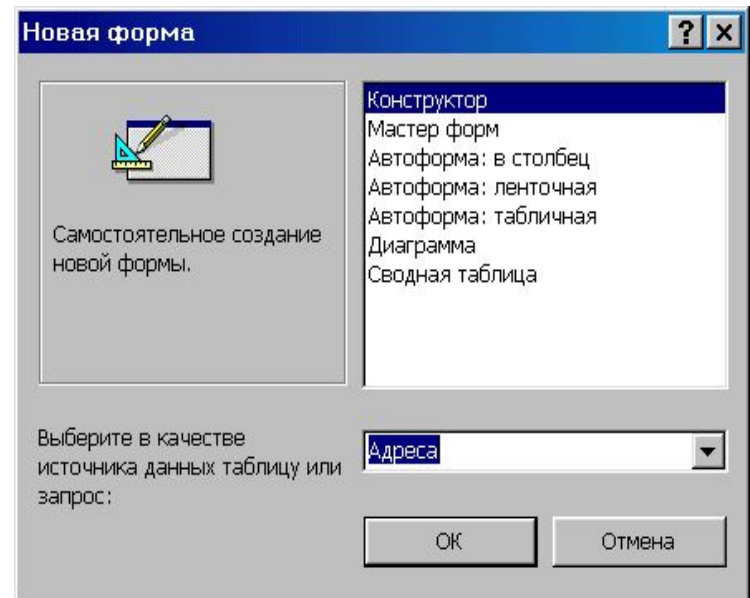 Новая форма
Конструктор
Мастер форм
Автоформа: в столбец
Автоформа: ленточная
Автоформа: табличная
Диаграмма
Сводная таблица
Самостоятельное создание
новой формы.
Выберите в качестве
источника данных таблицу или
запрос:
Адреса
ОК
Отмена